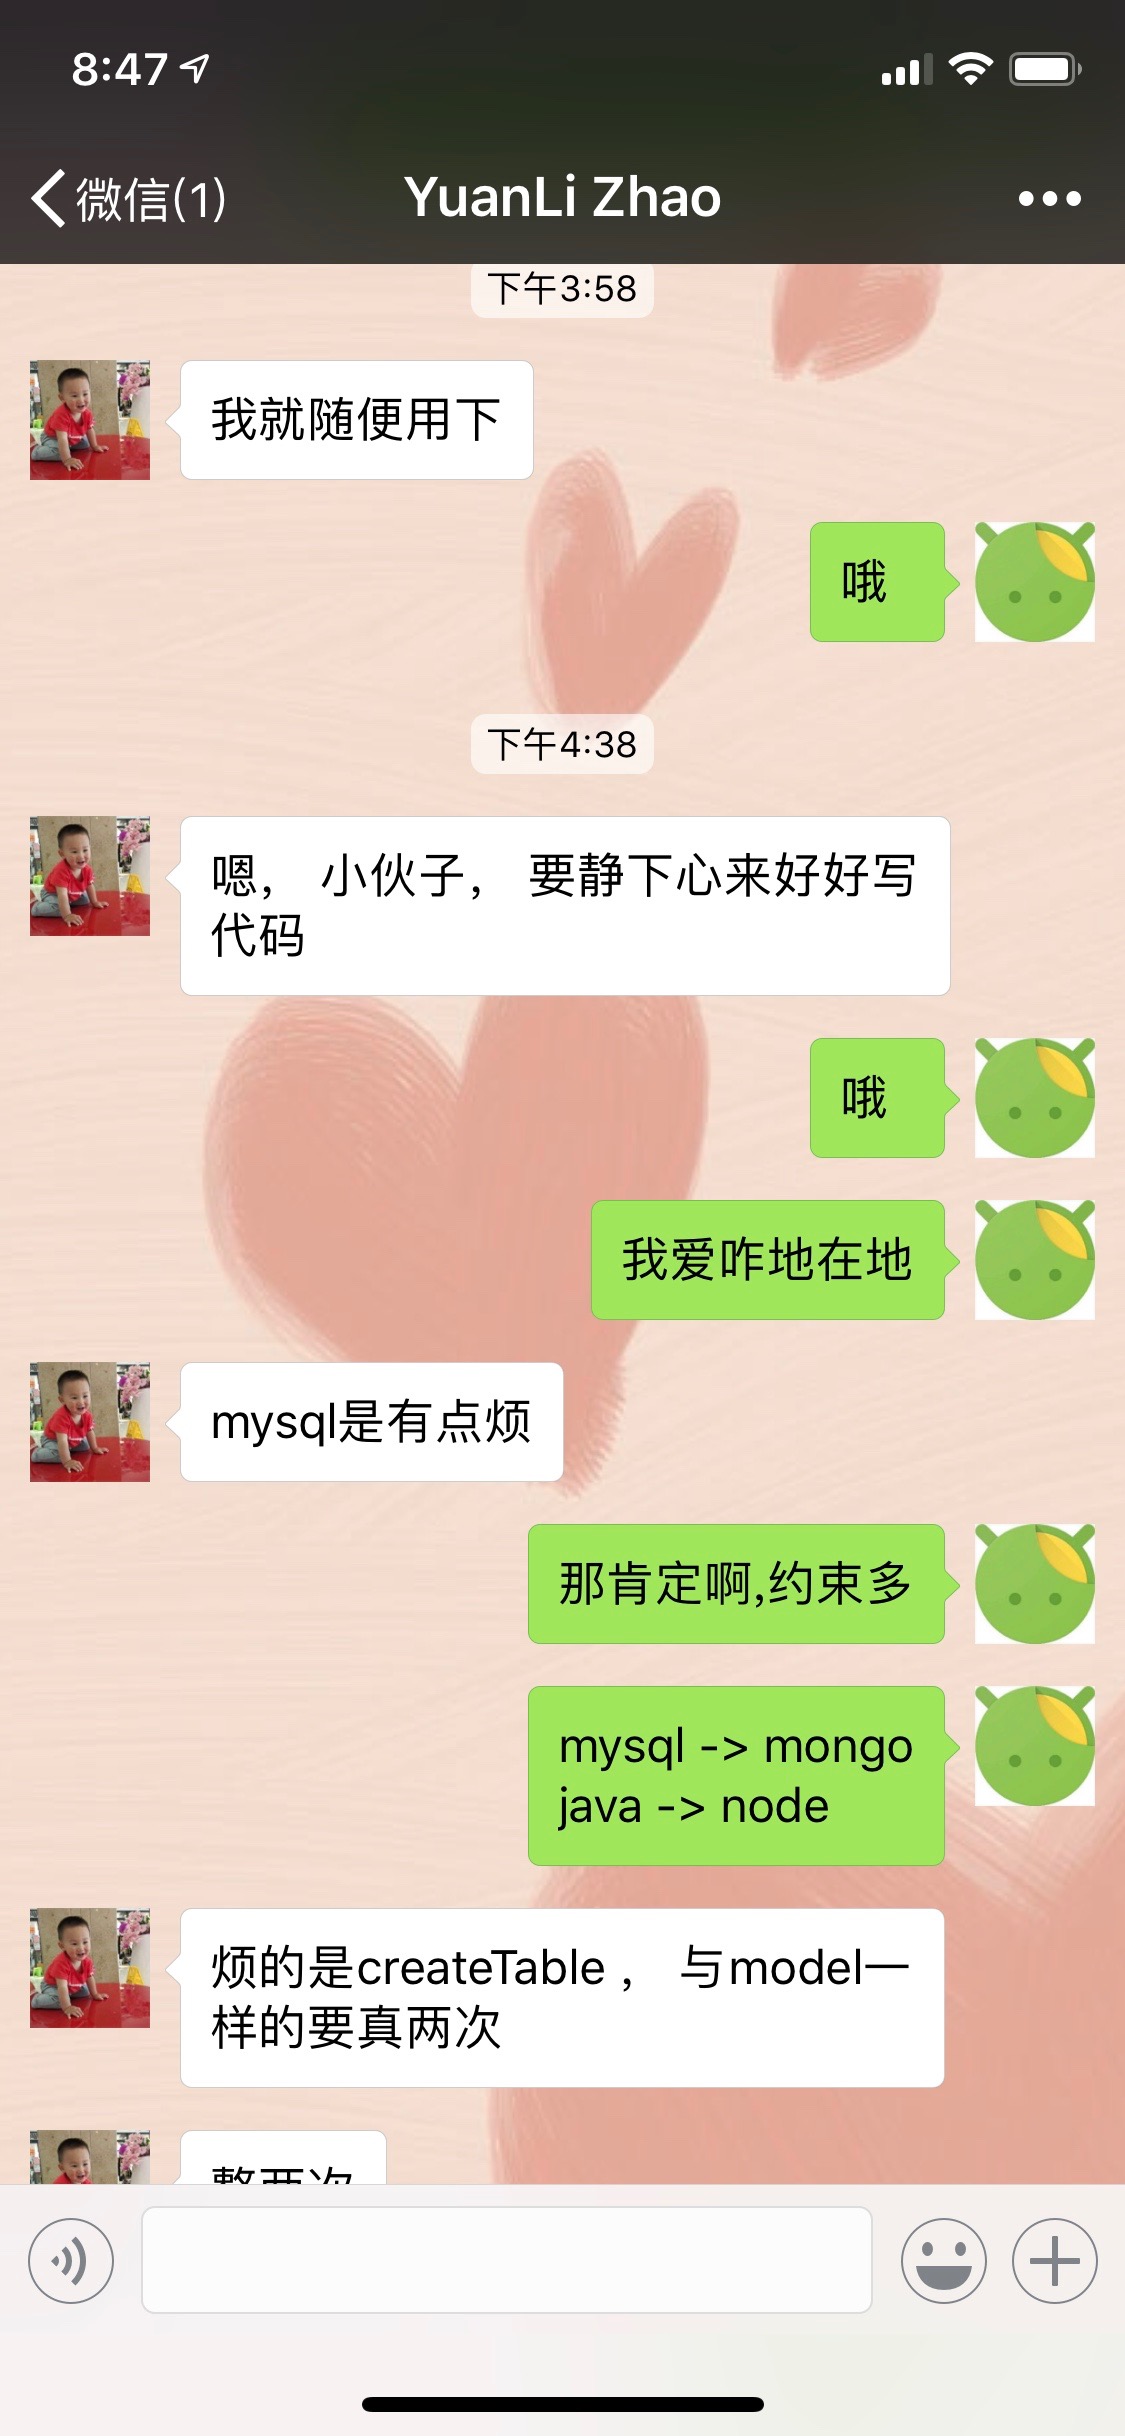 8:47
微信(1)
YuanLi Zhao
下午3:58
我就随便用下
哦
下午4:38
嗯， 小伙子， 要静下心来好好写
代码
哦
我爱咋地在地
mysql是有点烦
那肯定啊,约束多
mysql -> mongo
java -> node
烦的是createTable ， 与model一
样的要真两次
整两次